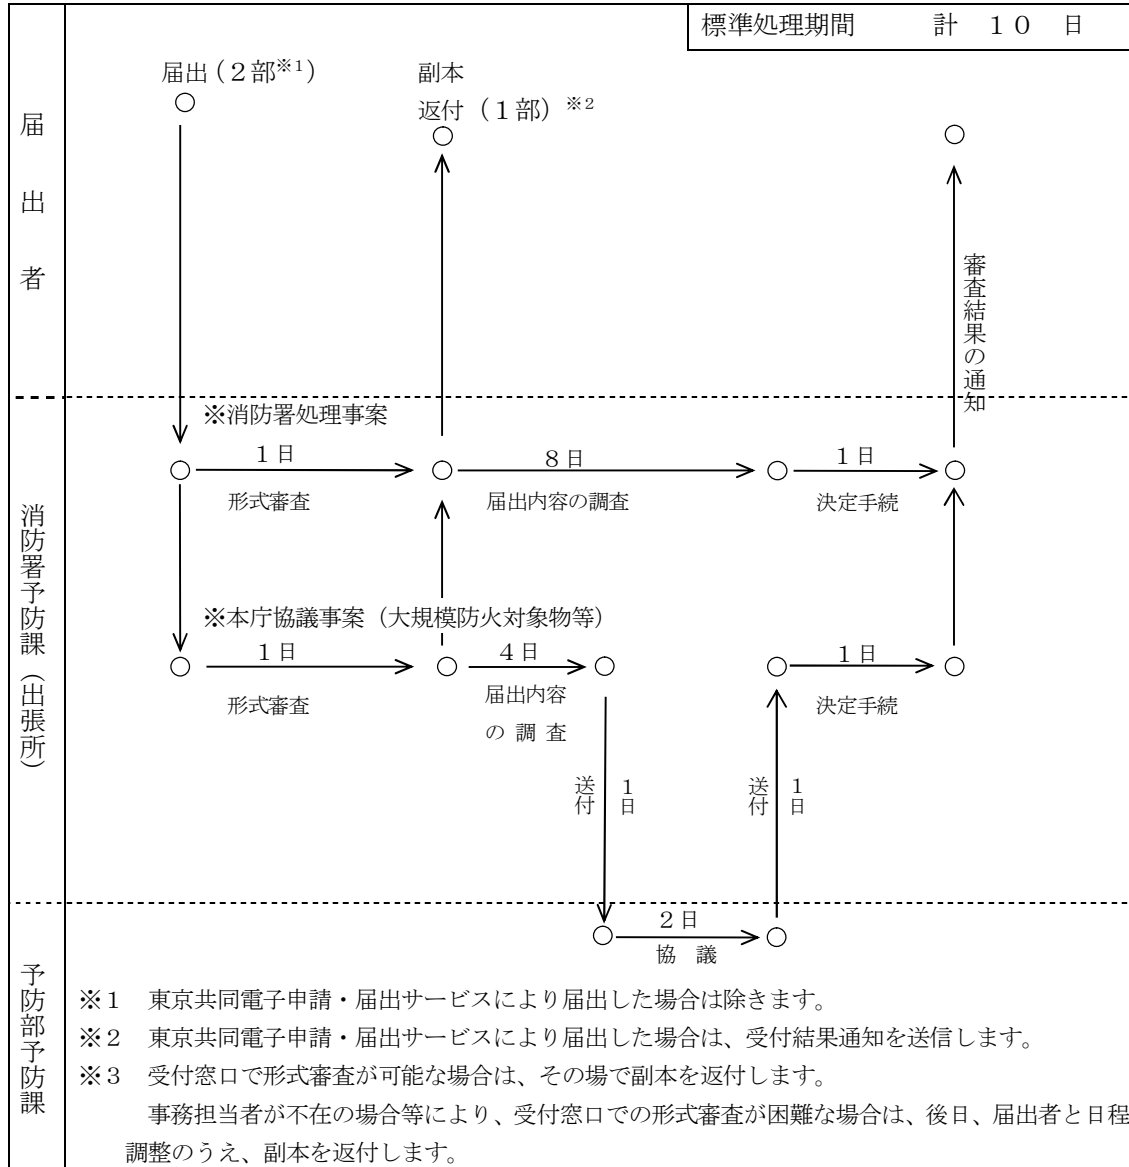 標準処理期間　計　１０　日
届出（２部※1）
副本
返付（１部）※2
届出者
審査結果の通知
※消防署処理事案
１日
８日
１日
形式審査
届出内容の調査
決定手続
消防署予防課（出張所）
※本庁協議事案（大規模防火対象物等）
１日
４日
１日
形式審査
届出内容
の調査
決定手続
送付
１日
送付
１日
２日
協議
予防部予防課
※１　東京共同電子申請・届出サービスにより届出した場合は除きます。
※２　東京共同電子申請・届出サービスにより届出した場合は、受付結果通知を送信します。
※３　受付窓口で形式審査が可能な場合は、その場で副本を返付します。
事務担当者が不在の場合等により、受付窓口での形式審査が困難な場合は、後日、届出者と日程
調整のうえ、副本を返付します。